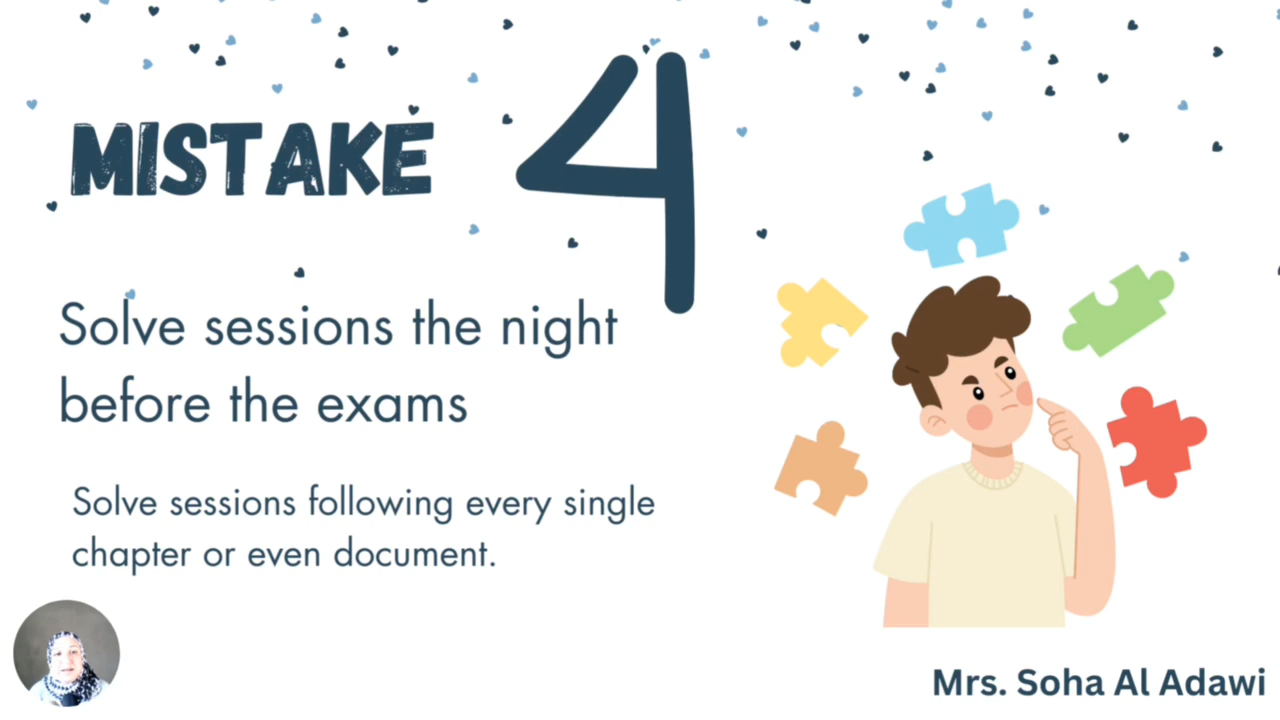 MISTAKE 4
Solve sessions the night
before the exams
Solve sessions following every single
chapter or even document.
Mrs. Soha Al Adawi